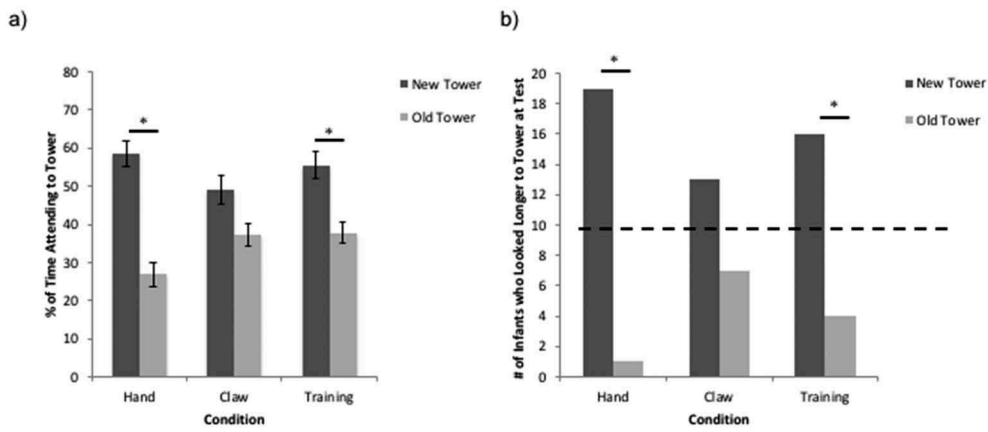 a)
% of Time Attending to Tower
80
70
60
50
40
30
20
10
0
*
*
Hand
Claw
Training
Condition
New Tower
Old Tower
b)
# of Infants who Looked Longer to Tower at Test
20
18
16
14
12
10
8
6
4
2
0
*
*
Hand
Claw
Training
Condition
New Tower
Old Tower